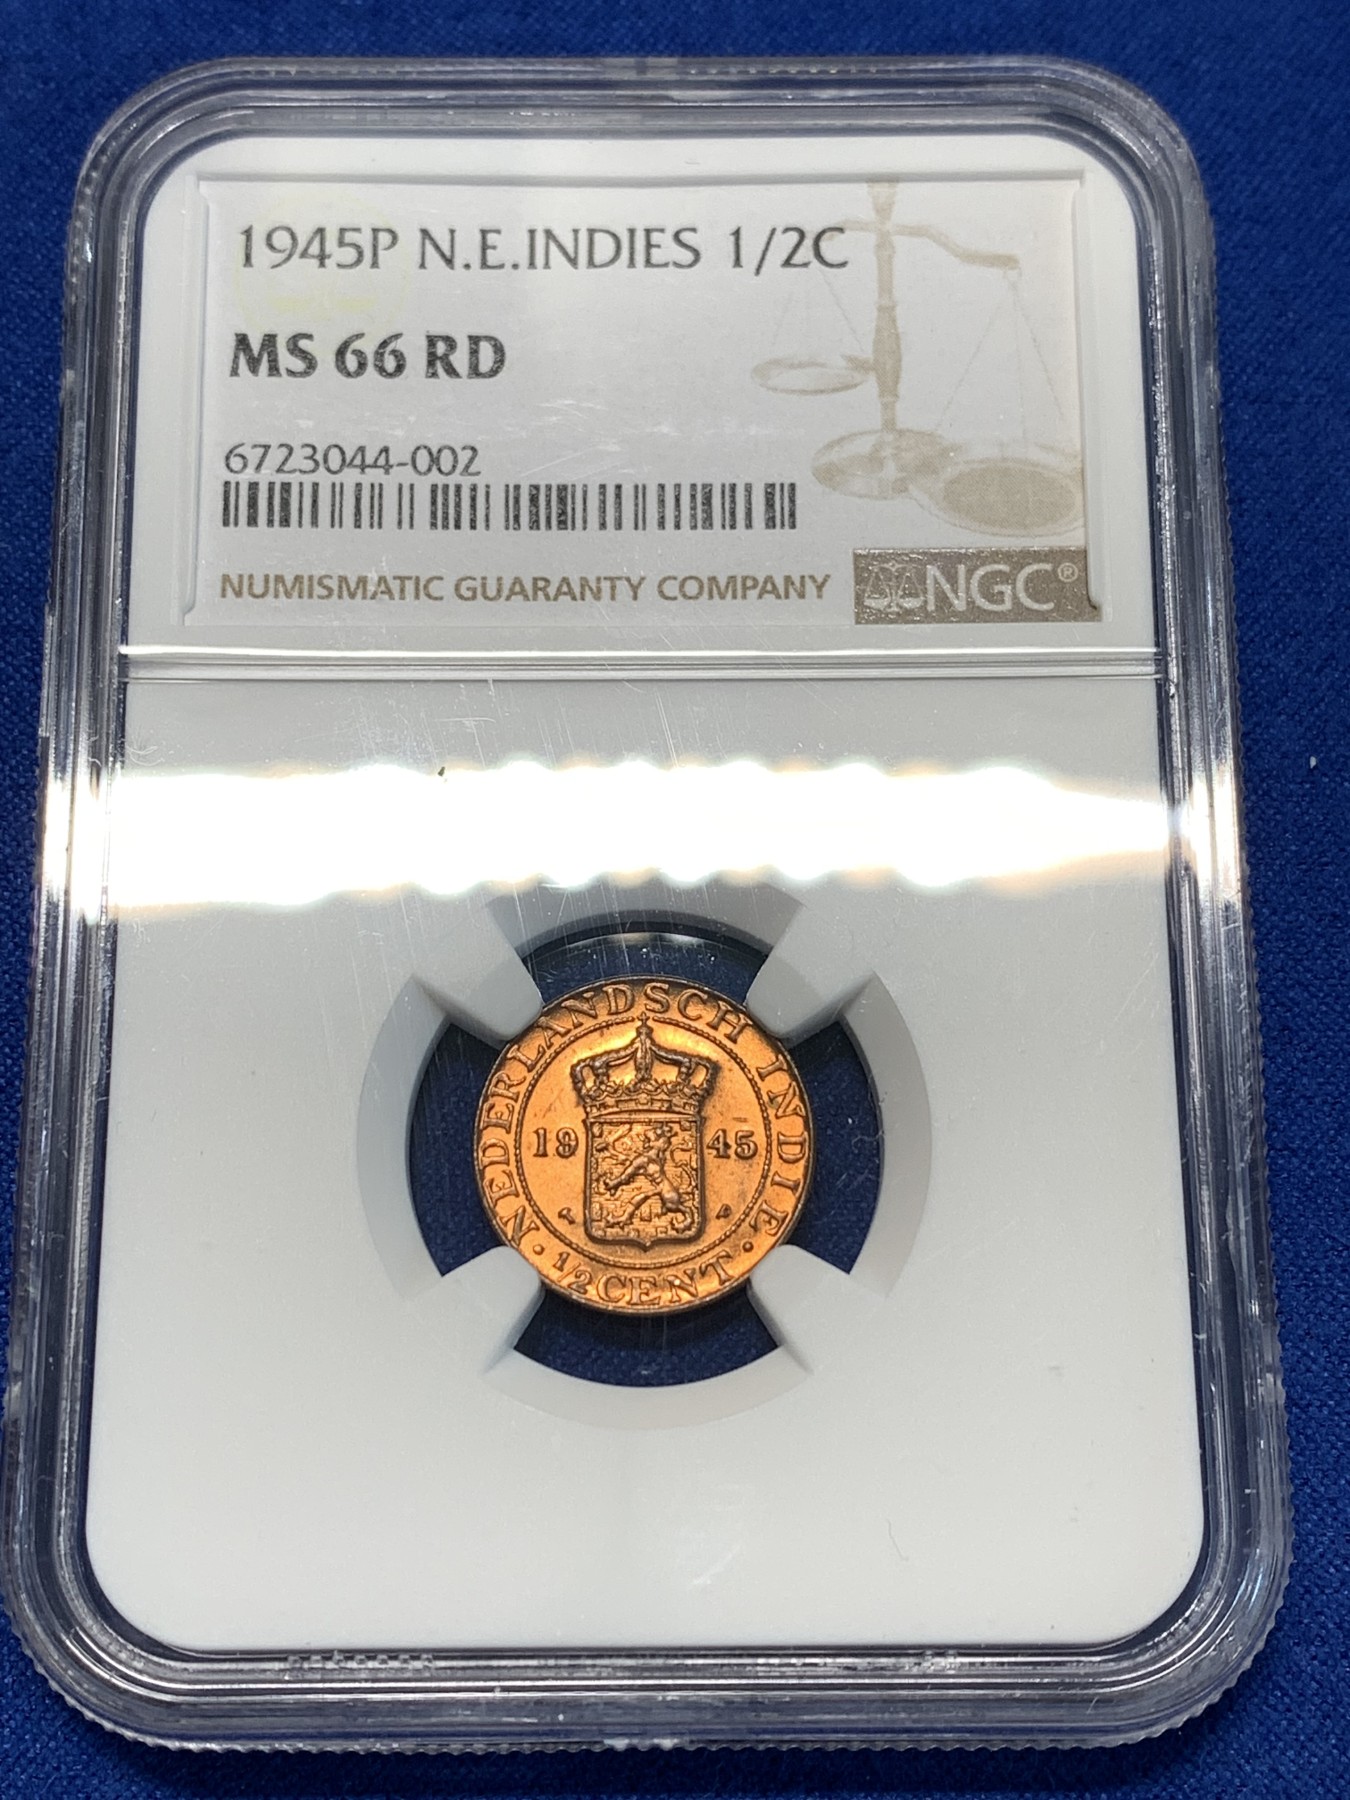 1945P N.E.INDIES 1/2C
MS 66 RD
6723044-002
NUMISMATIC GUARANTY COMPANY
NGC®
NEDERLANDSCH INDIE
19 45
P
· 1/2 CENT ·